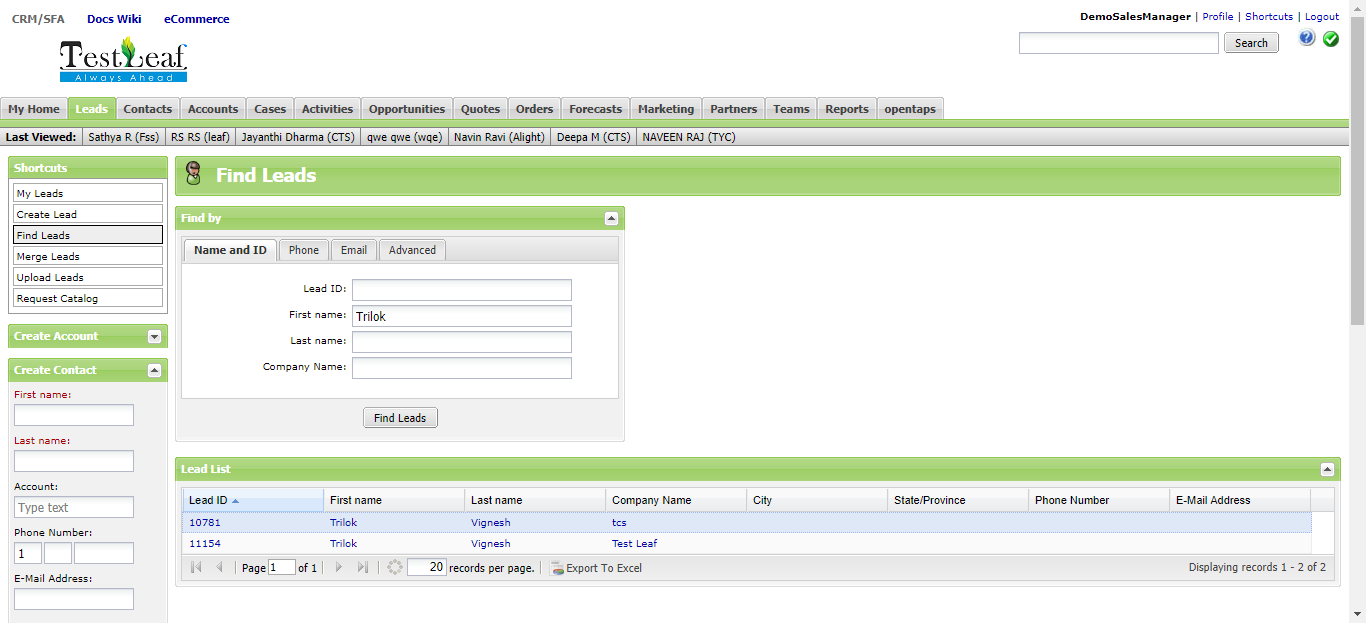 CRM/SFA Docs Wiki eCommerce
DemoSalesManager | Profile | Shortcuts | Logout
TestLeaf
Always Ahead
Search
My Home Leads Contacts Accounts Cases Activities Opportunities Quotes Orders Forecasts Marketing Partners Teams Reports opentaps
Last Viewed: Sathya R (Fss) RS RS (leaf) Jayanthi Dharma (CTS) qwe qwe (wqe) Navin Ravi (Alight) Deepa M (CTS) NAVEEN RAJ (TYC)
Shortcuts
My Leads
Create Lead
Find Leads
Merge Leads
Upload Leads
Request Catalog
Create Account
Create Contact
First name:
Last name:
Account:
Type text
Phone Number:
1
E-Mail Address:
Find Leads
Find by
Name and ID Phone Email Advanced
Lead ID:
First name: Trilok
Last name:
Company Name:
Find Leads
Lead List
Lead ID First name Last name Company Name City State/Province Phone Number E-Mail Address
10781 Trilok Vignesh tcs
11154 Trilok Vignesh Test Leaf
Page 1 of 1 20 records per page. Export To Excel Displaying records 1 - 2 of 2